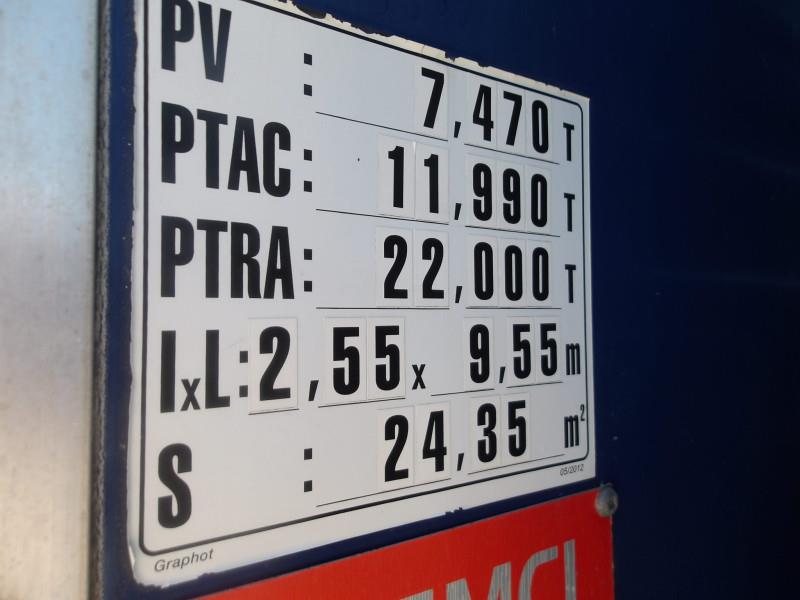 PV : 7,470 T
PTAC : 11,990 T
PTRA : 22,000 T
lxL : 2,55 x 9,55 m
S : 24,35 m²
05/2012
Graphot